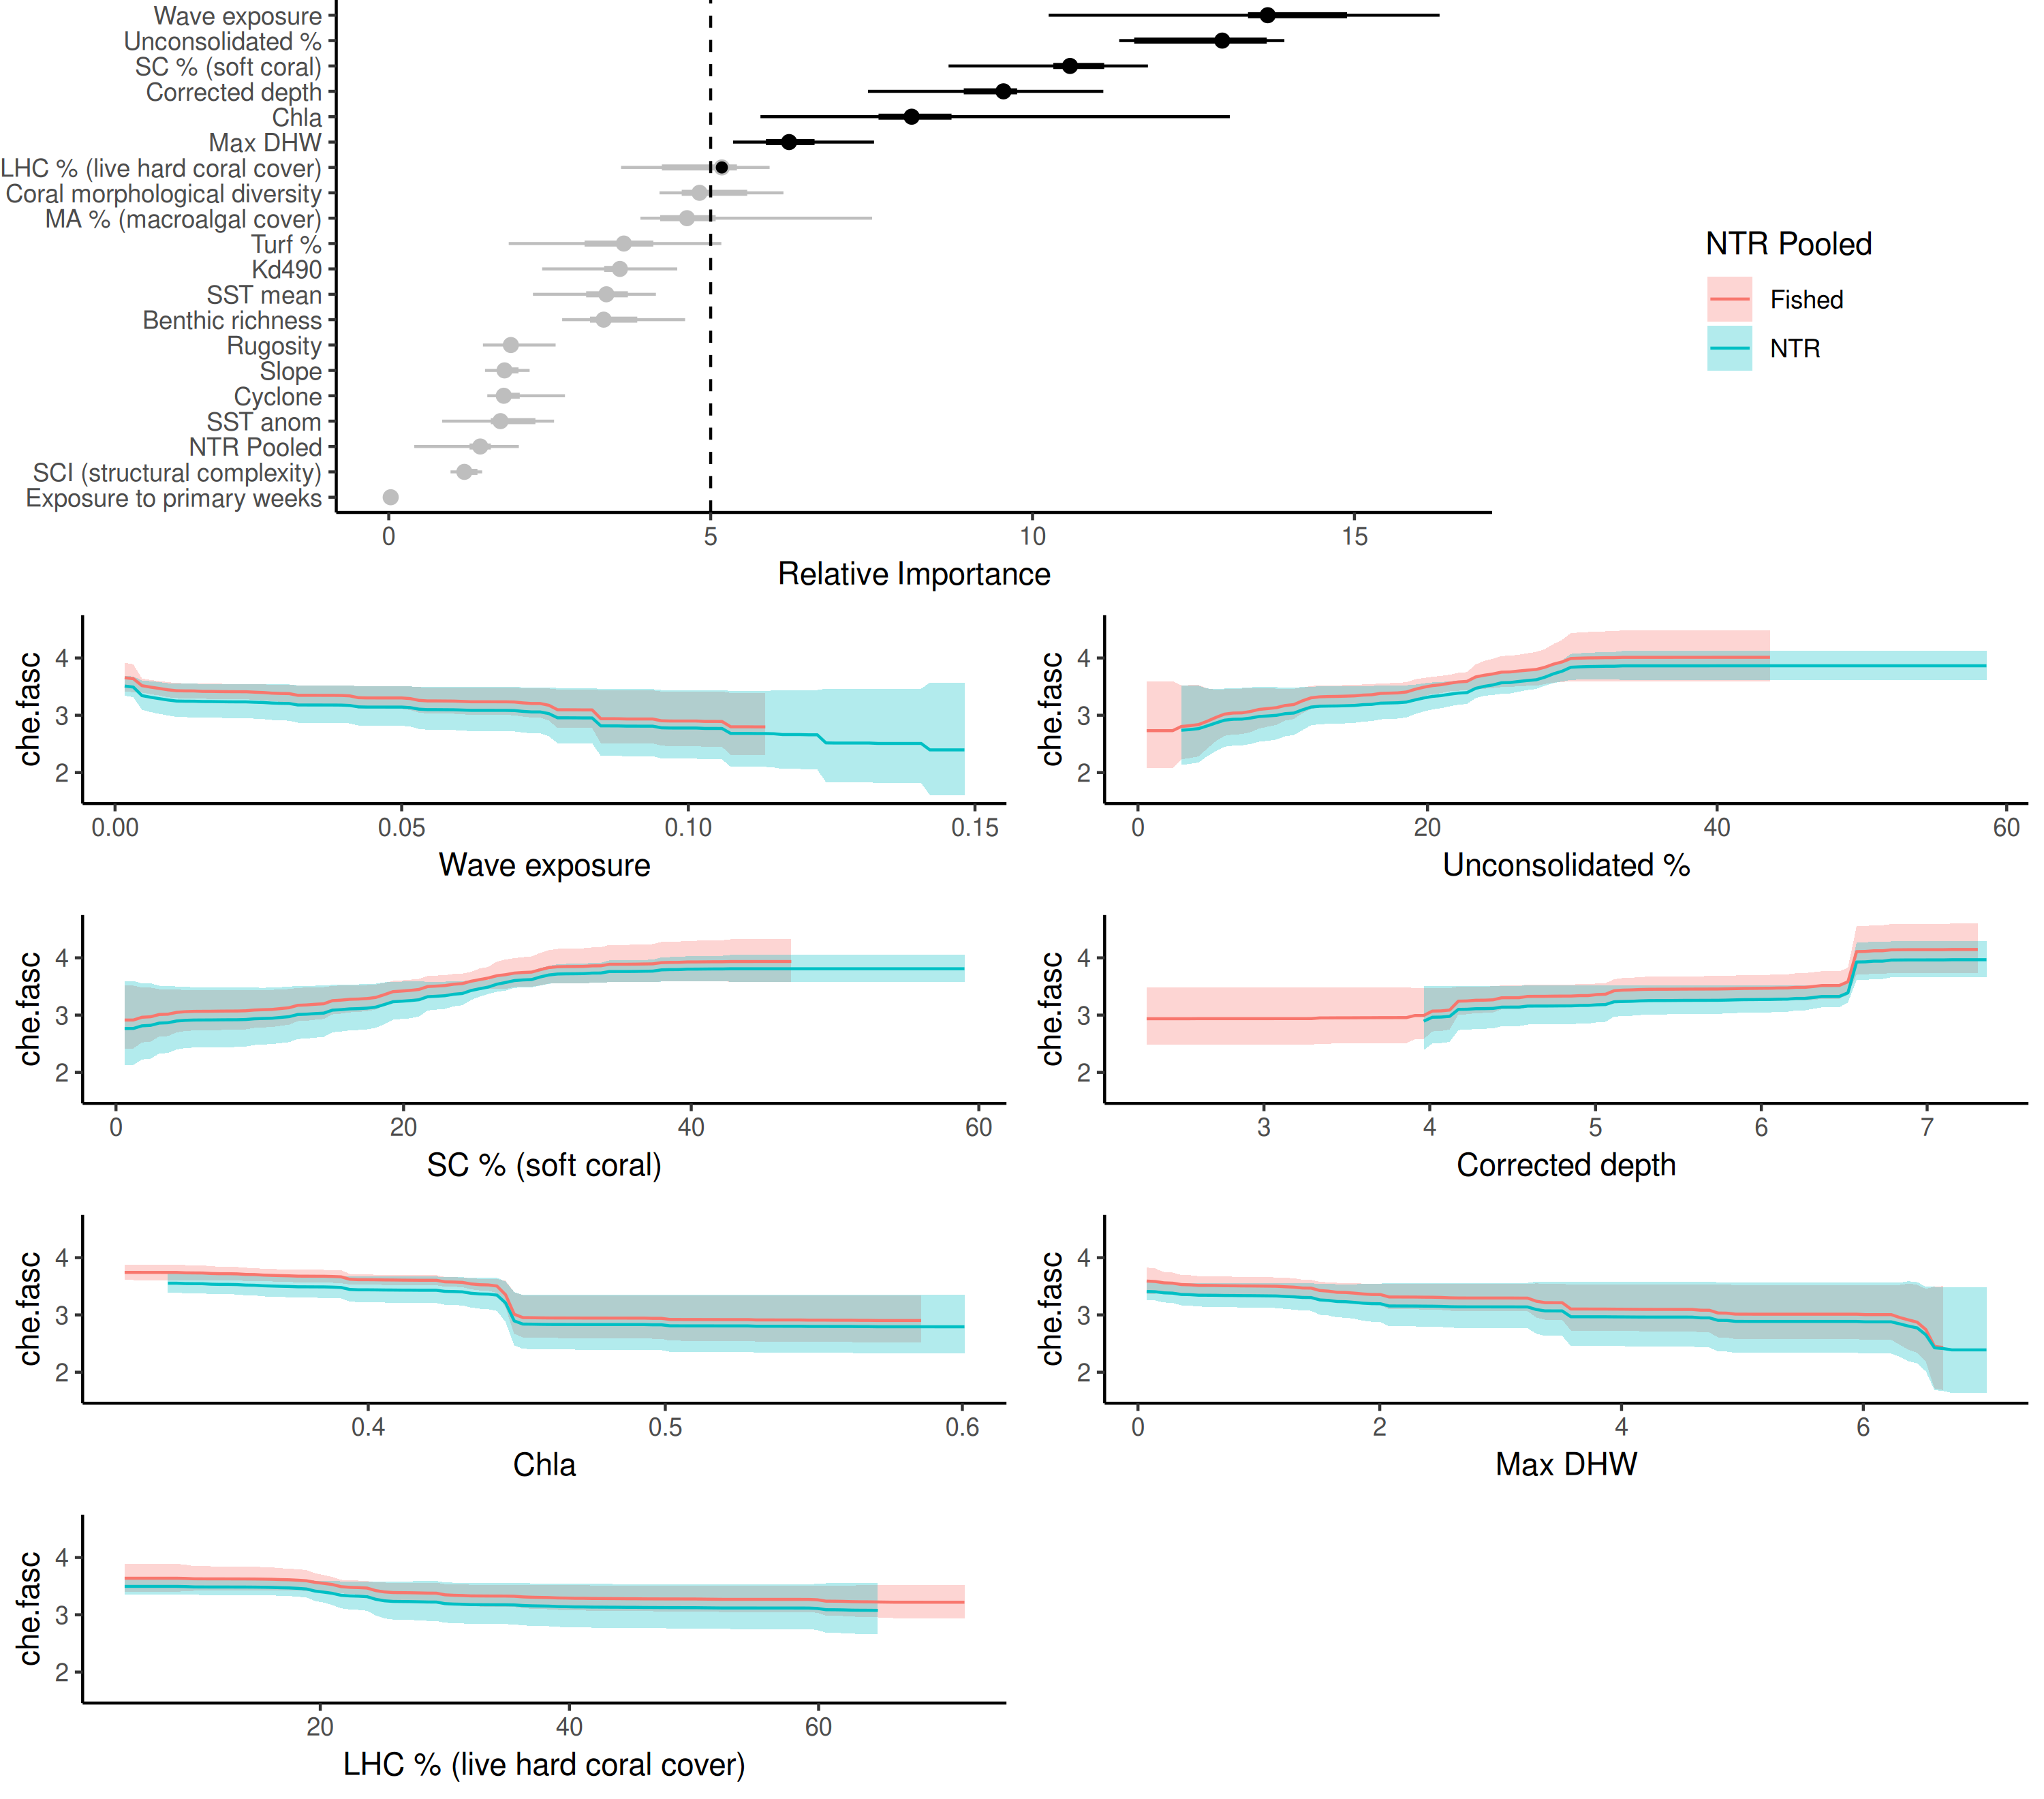 Wave exposure
Unconsolidated %
SC % (soft coral)
Corrected depth
Chla
Max DHW
LHC % (live hard coral cover)
Coral morphological diversity
MA % (macroalgal cover)
Turf %
Kd490
SST mean
Benthic richness
Rugosity
Slope
Cyclone
SST anom
NTR Pooled
SCI (structural complexity)
Exposure to primary weeks
0 5 10 15
Relative Importance
NTR Pooled
Fished
NTR
che.fasc
4
3
2
0.00 0.05 0.10 0.15
Wave exposure
che.fasc
4
3
2
0 20 40 60
Unconsolidated %
che.fasc
4
3
2
0 20 40 60
SC % (soft coral)
che.fasc
4
3
2
3 4 5 6 7
Corrected depth
che.fasc
4
3
2
0.4 0.5 0.6
Chla
che.fasc
4
3
2
0 2 4 6
Max DHW
che.fasc
4
3
2
20 40 60
LHC % (live hard coral cover)